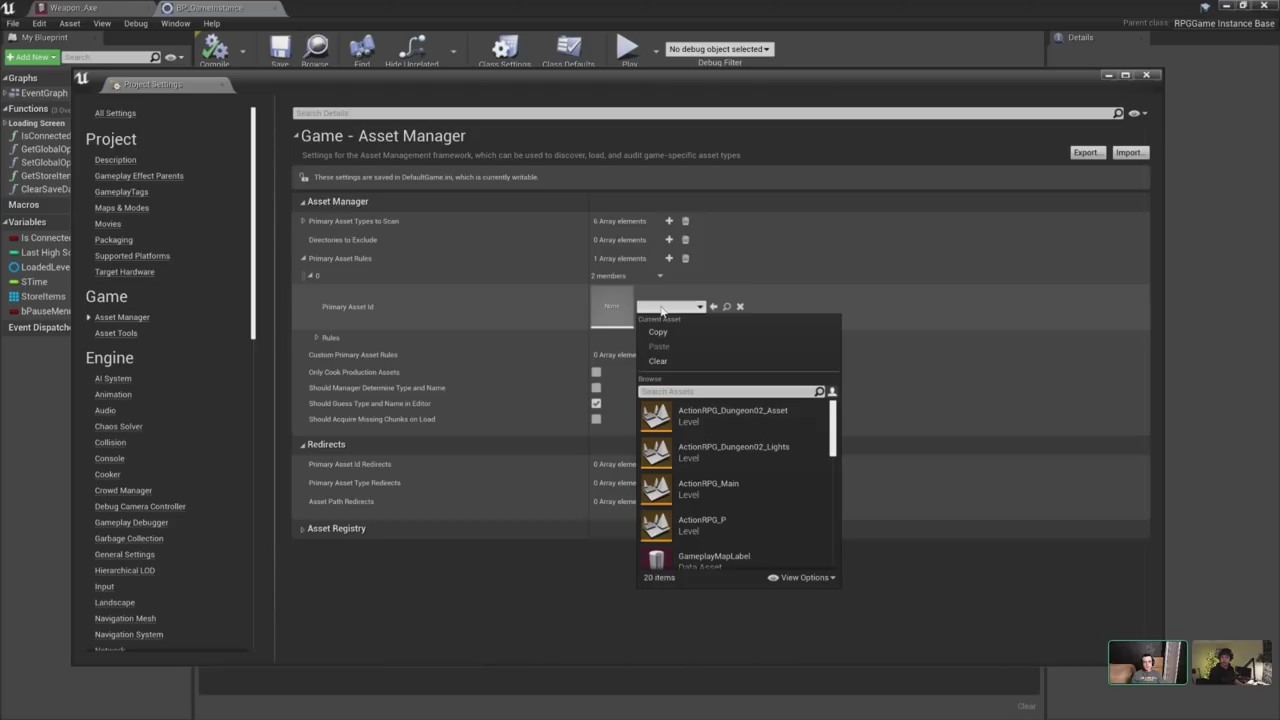 Weapon_Axe
BP_GameInstance
File Edit Asset View Debug Window Help
Parent class: RPGGame Instance Base
My Blueprint
Details
Add New
Search
Compile
Save
Browse
Find
Hide Unrelated
Class Settings
Class Defaults
Play
No debug object selected
Debug Filter
Graphs
EventGraph
Functions (3 Ove
Loading Screen
IsConnected
GetGlobalOp
SetGlobalOp
GetStoreItem
ClearSaveDa
Macros
Variables
Is Connected
Last High Sc
LoadedLeve
STime
StoreItems
bPauseMenu
Event Dispatche
Project Settings
All Settings
Project
Description
Gameplay Effect Parents
GameplayTags
Maps & Modes
Movies
Packaging
Supported Platforms
Target Hardware
Game
Asset Manager
Asset Tools
Engine
AI System
Animation
Audio
Chaos Solver
Collision
Console
Cooker
Crowd Manager
Debug Camera Controller
Gameplay Debugger
Garbage Collection
General Settings
Hierarchical LOD
Input
Landscape
Navigation Mesh
Navigation System
Network
Search Details
Game - Asset Manager
Settings for the Asset Management framework, which can be used to discover, load, and audit game-specific asset types
Export...
Import...
These settings are saved in DefaultGame.ini, which is currently writable.
Asset Manager
Primary Asset Types to Scan 6 Array elements
Directories to Exclude 0 Array elements
Primary Asset Rules 1 Array elements
0 2 members
Primary Asset Id None
Rules
Custom Primary Asset Rules 0 Array eleme
Only Cook Production Assets
Should Manager Determine Type and Name
Should Guess Type and Name in Editor
Should Acquire Missing Chunks on Load
Redirects
Primary Asset Id Redirects 0 Array eleme
Primary Asset Type Redirects 0 Array eleme
Asset Path Redirects 0 Array eleme
Asset Registry
Current Asset
Copy
Paste
Clear
Browse
Search Assets
ActionRPG_Dungeon02_Asset
Level
ActionRPG_Dungeon02_Lights
Level
ActionRPG_Main
Level
ActionRPG_P
Level
GameplayMapLabel
Data Asset
20 items
View Options
Clear